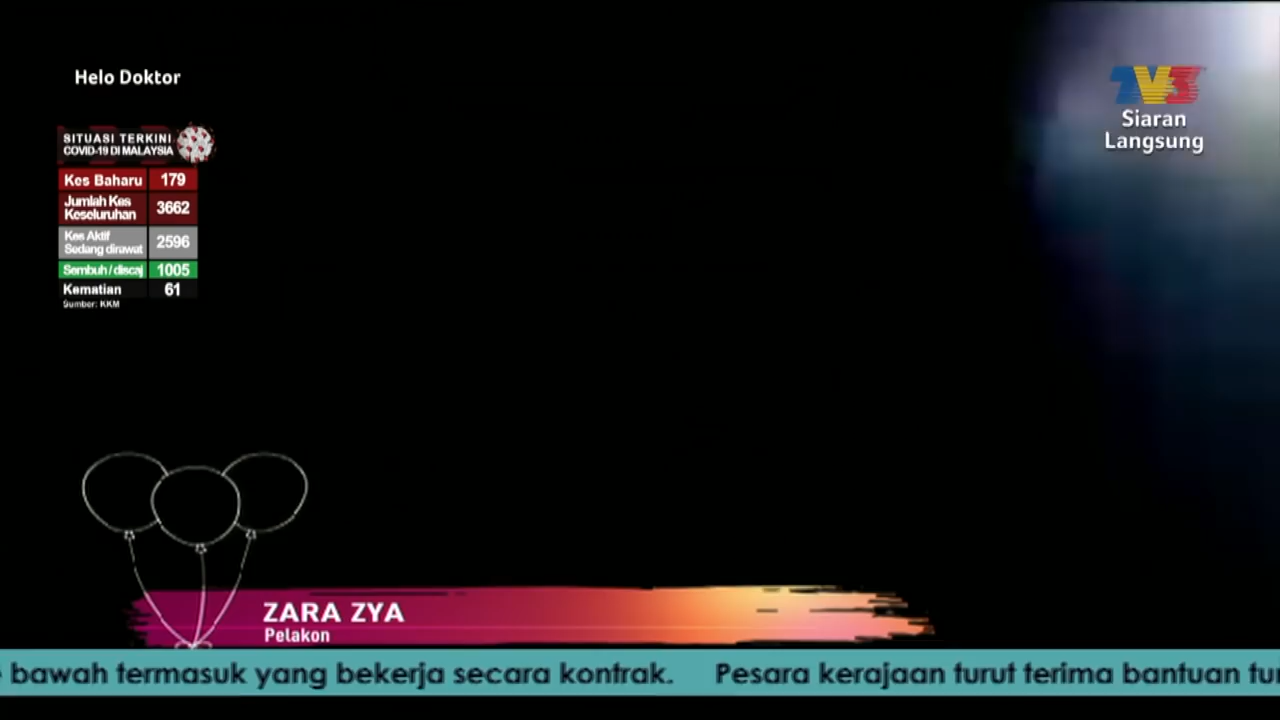 Helo Doktor
TV3
Siaran
Langsung
SITUASI TERKINI
COVID-19 DI MALAYSIA
Kes Baharu 179
Jumlah Kes
Keseluruhan 3662
Kes Aktif
Sedang dirawat 2596
Sembuh / discaj 1005
Kematian 61
Sumber: KKM
ZARA ZYA
Pelakon
bawah termasuk yang bekerja secara kontrak. Pesara kerajaan turut terima bantuan